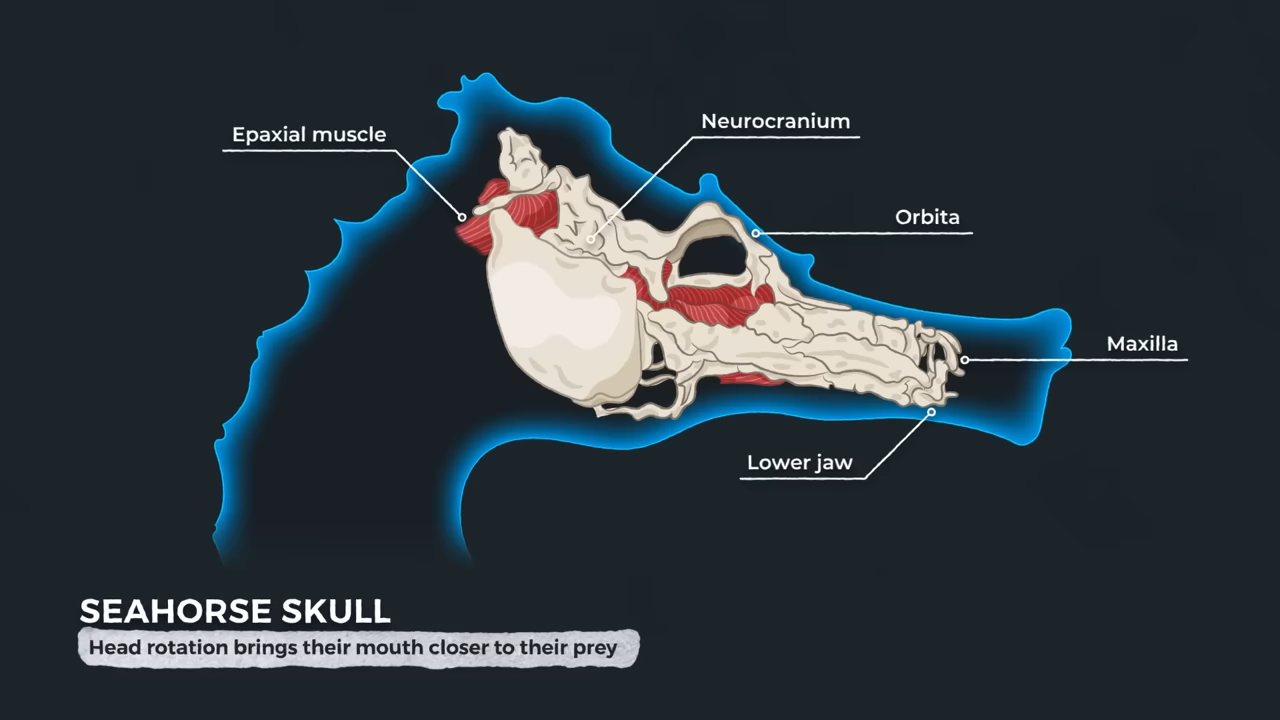 Neurocranium
Epaxial muscle
Orbita
Maxilla
Lower jaw
SEAHORSE SKULL
Head rotation brings their mouth closer to their prey